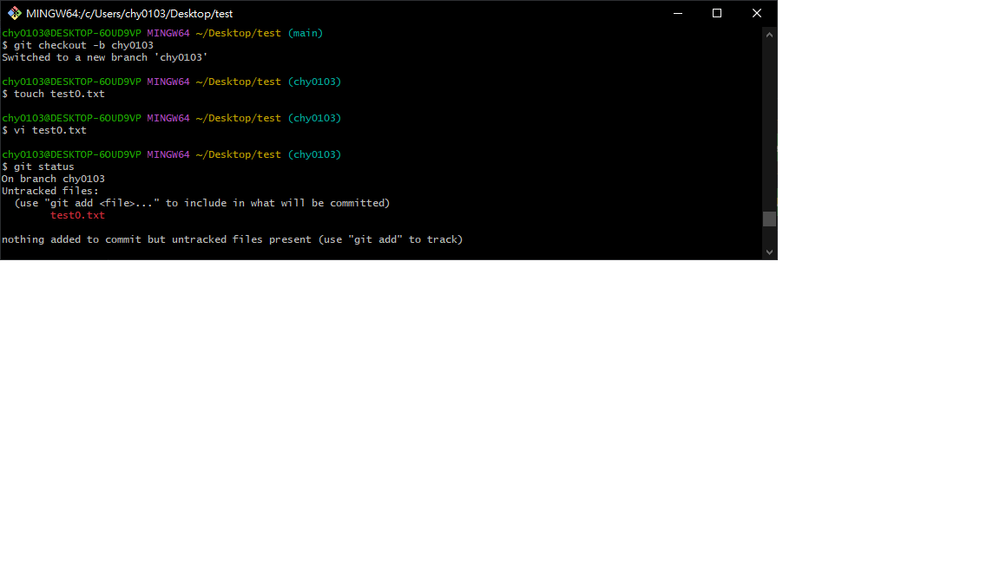 MINGW64:/c/Users/chy0103/Desktop/test
chy0103@DESKTOP-6OUD9VP MINGW64 ~/Desktop/test (main)
$ git checkout -b chy0103
Switched to a new branch 'chy0103'
chy0103@DESKTOP-6OUD9VP MINGW64 ~/Desktop/test (chy0103)
$ touch test0.txt
chy0103@DESKTOP-6OUD9VP MINGW64 ~/Desktop/test (chy0103)
$ vi test0.txt
chy0103@DESKTOP-6OUD9VP MINGW64 ~/Desktop/test (chy0103)
$ git status
On branch chy0103
Untracked files:
  (use "git add <file>..." to include in what will be committed)
        test0.txt
nothing added to commit but untracked files present (use "git add" to track)